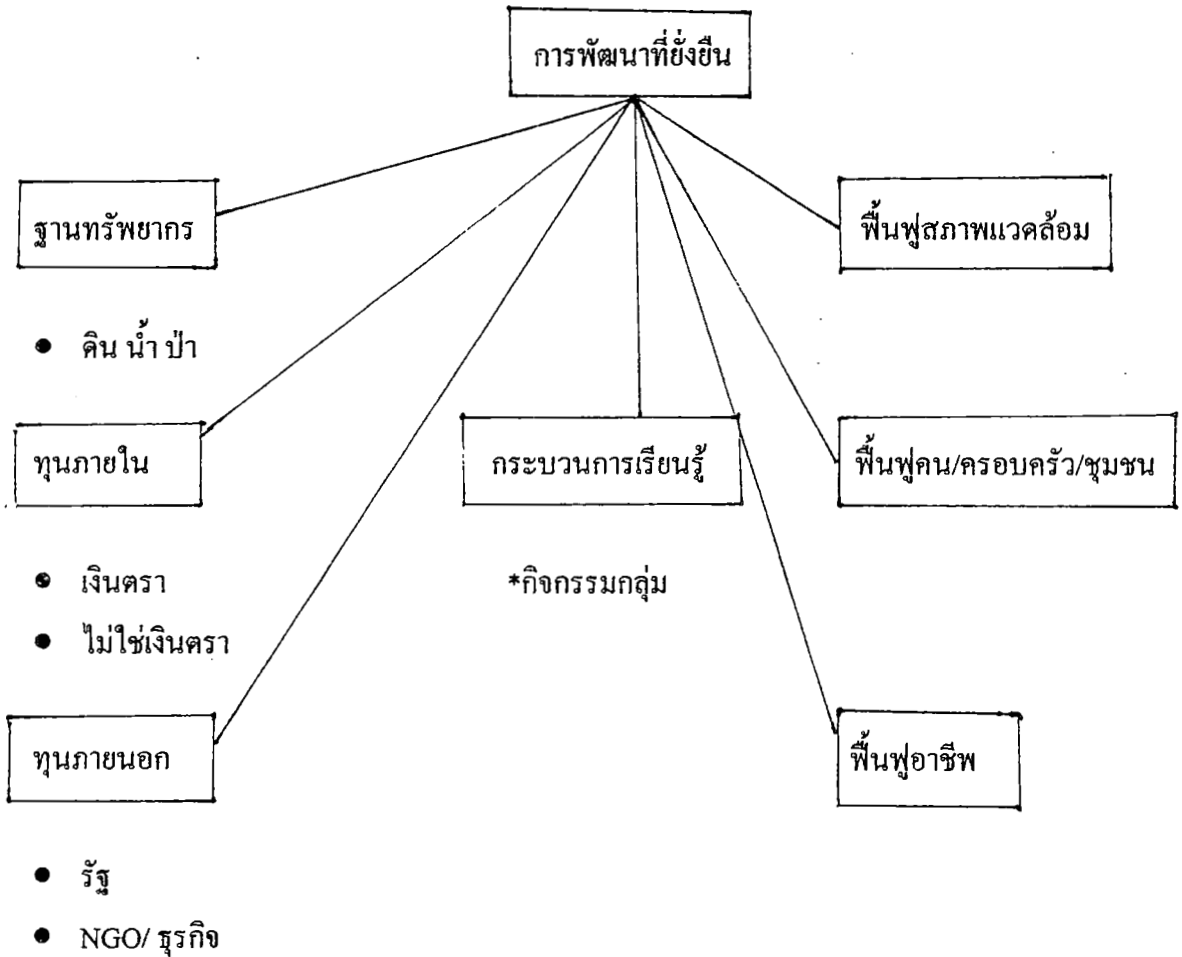 การพัฒนาที่ยั่งยืน
ฐานทรัพยากร
ฟื้นฟูสภาพแวดล้อม
● ดิน น้ำ ป่า
ทุนภายใน
กระบวนการเรียนรู้
ฟื้นฟูคน/ครอบครัว/ชุมชน
● เงินตรา
*กิจกรรมกลุ่ม
● ไม่ใช่เงินตรา
ทุนภายนอก
ฟื้นฟูอาชีพ
● รัฐ
● NGO/ ธุรกิจ